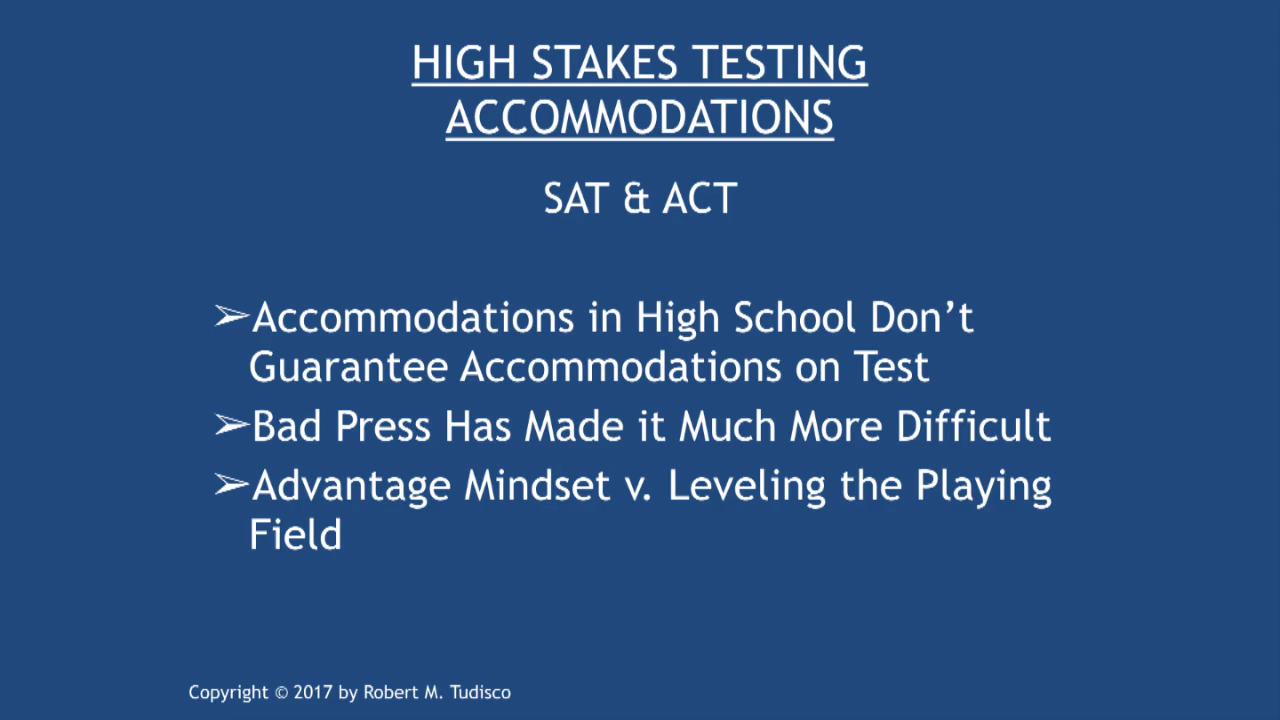 HIGH STAKES TESTING
ACCOMMODATIONS
SAT & ACT
➢Accommodations in High School Don’t
Guarantee Accommodations on Test
➢Bad Press Has Made it Much More Difficult
➢Advantage Mindset v. Leveling the Playing
Field
Copyright © 2017 by Robert M. Tudisco